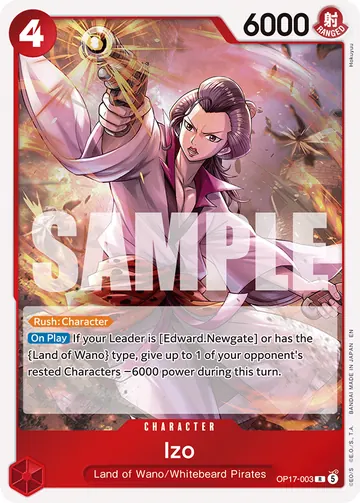 4
6000
射
RANGED
Hokuyuu
SAMPLE
Rush: Character
On Play If your Leader is [Edward.Newgate] or has the
{Land of Wano} type, give up to 1 of your opponent's
rested Characters −6000 power during this turn.
CHARACTER
Izo
Land of Wano/Whitebeard Pirates
OP17-003 R 5
©E.O./S ©E.O./S., T.A. BANDAI MADE IN JAPAN EN